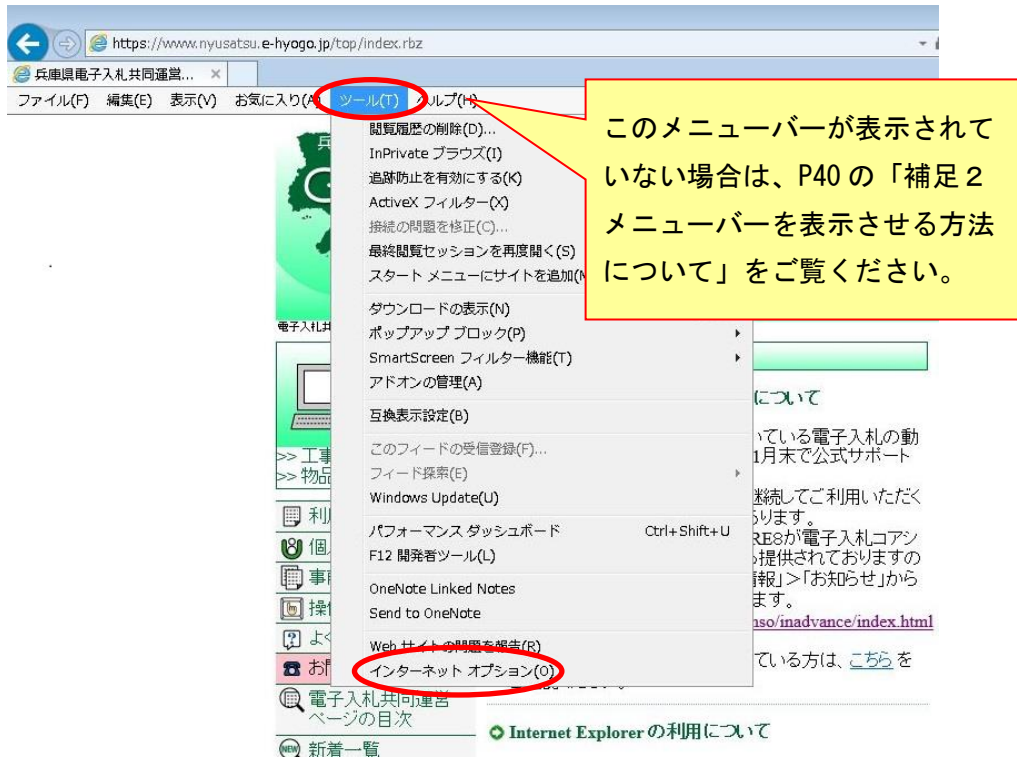 https://www.nyusatsu.e-hyogo.jp/top/index.rbz
兵庫県電子入札共同運営... ×
ファイル(F) 編集(E) 表示(V) お気に入り(A) ツール(T) ヘルプ(H)
このメニューバーが表示されて
いない場合は、P40の「補足2
メニューバーを表示させる方法
について」をご覧ください。
閲覧履歴の削除(D)...
InPrivate ブラウズ(I)
追跡防止を有効にする(K)
ActiveX フィルター(X)
接続の問題を修正(C)...
最終閲覧セッションを再度開く(S)
スタート メニューにサイトを追加(M
ダウンロードの表示(N)
ポップアップ ブロック(P)
SmartScreen フィルター機能(T)
アドオンの管理(A)
互換表示設定(B)
このフィードの受信登録(F)...
フィード探索(E)
Windows Update(U)
パフォーマンス ダッシュボード Ctrl+Shift+U
F12 開発者ツール(L)
OneNote Linked Notes
Send to OneNote
Web サイトの問題を報告(R)
インターネット オプション(O)
兵
電子入札共
>> 工事
>> 物品
利
個
事前
操作
よく
お問
電子入札共同運営
ページの目次
NEW 新着一覧
について
いている電子入札の動
1月末で公式サポート
継続してご利用いただく
ります。
RE8が電子入札コアシ
提供されておりますの
情報」>「お知らせ」から
ます。
nso/inadvance/index.html
ている方は、こちらを
Internet Explorerの利用について